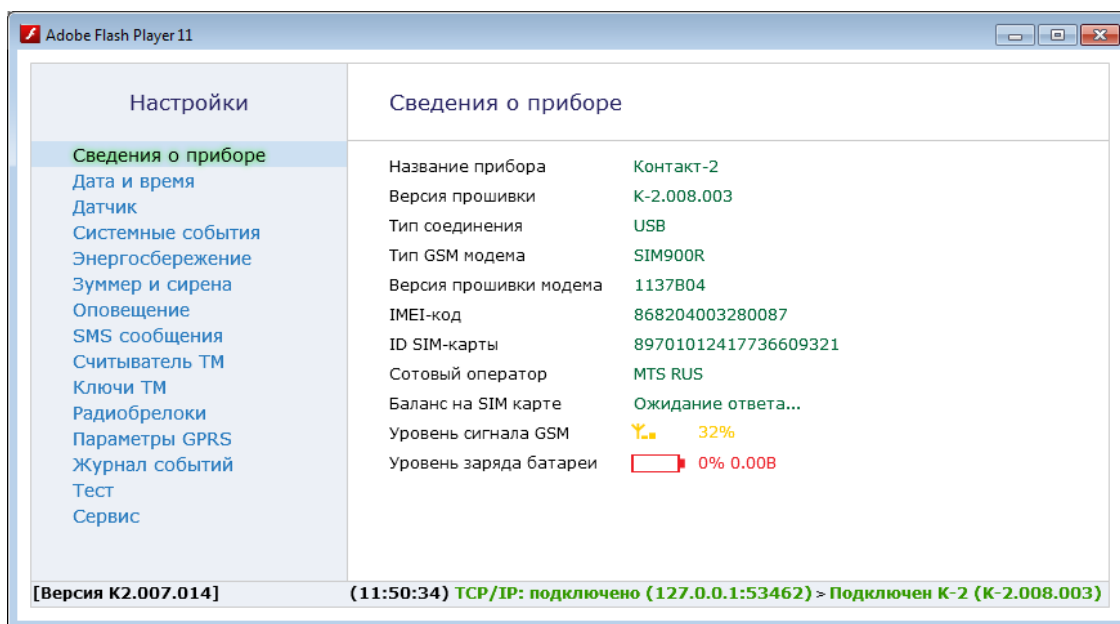 Adobe Flash Player 11
Настройки
Сведения о приборе
Дата и время
Датчик
Системные события
Энергосбережение
Зуммер и сирена
Оповещение
SMS сообщения
Считыватель ТМ
Ключи ТМ
Радиобрелоки
Параметры GPRS
Журнал событий
Тест
Сервис
Сведения о приборе
Название прибора Контакт-2
Версия прошивки K-2.008.003
Тип соединения USB
Тип GSM модема SIM900R
Версия прошивки модема 1137B04
IMEI-код 868204003280087
ID SIM-карты 89701012417736609321
Сотовый оператор MTS RUS
Баланс на SIM карте Ожидание ответа...
Уровень сигнала GSM 32%
Уровень заряда батареи 0% 0.00В
[Версия K2.007.014] (11:50:34) TCP/IP: подключено (127.0.0.1:53462) > Подключен K-2 (K-2.008.003)